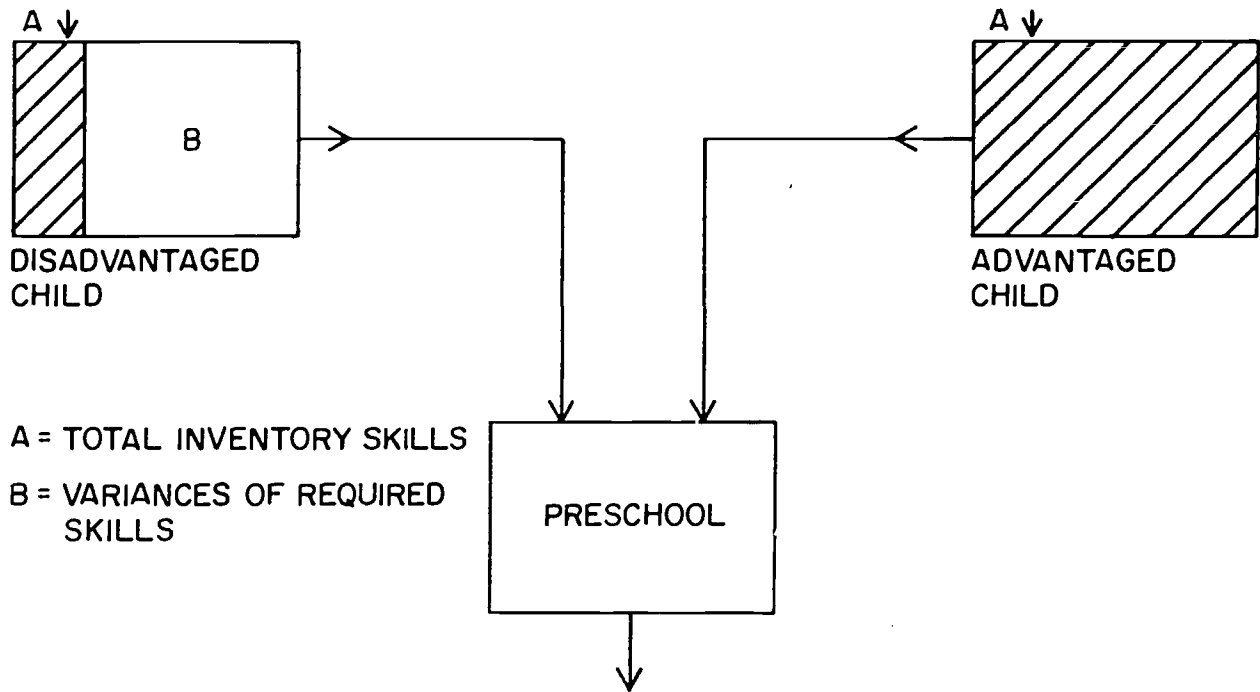 A
A
B
DISADVANTAGED
CHILD
ADVANTAGED
CHILD
A = TOTAL INVENTORY SKILLS
B = VARIANCES OF REQUIRED
SKILLS
PRESCHOOL